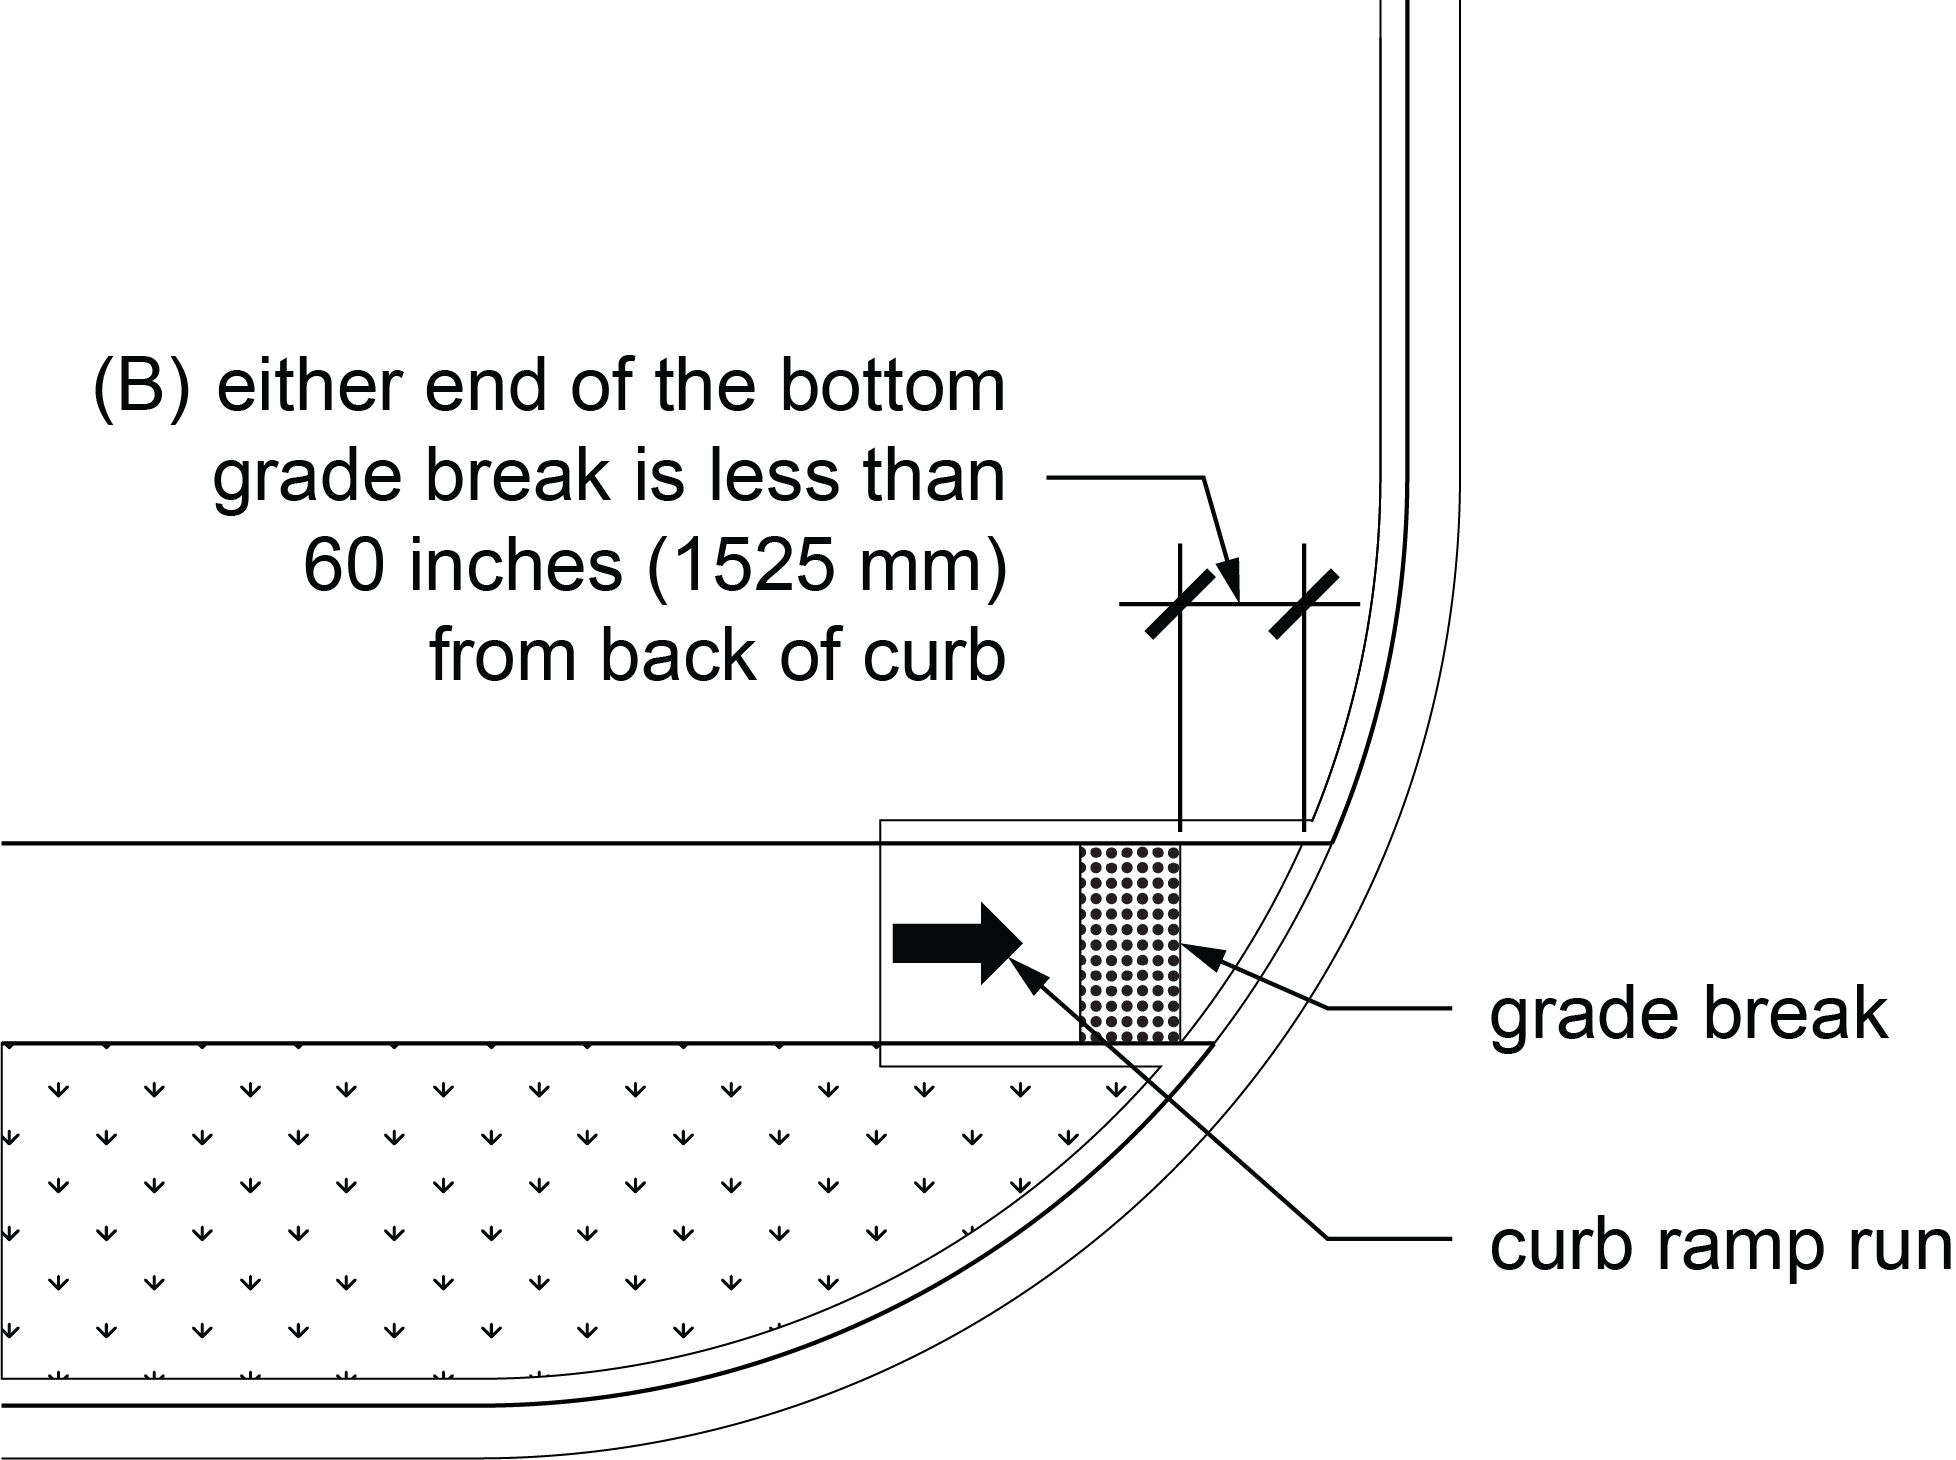 (B) either end of the bottom
grade break is less than
60 inches (1525 mm)
from back of curb
grade break
curb ramp run